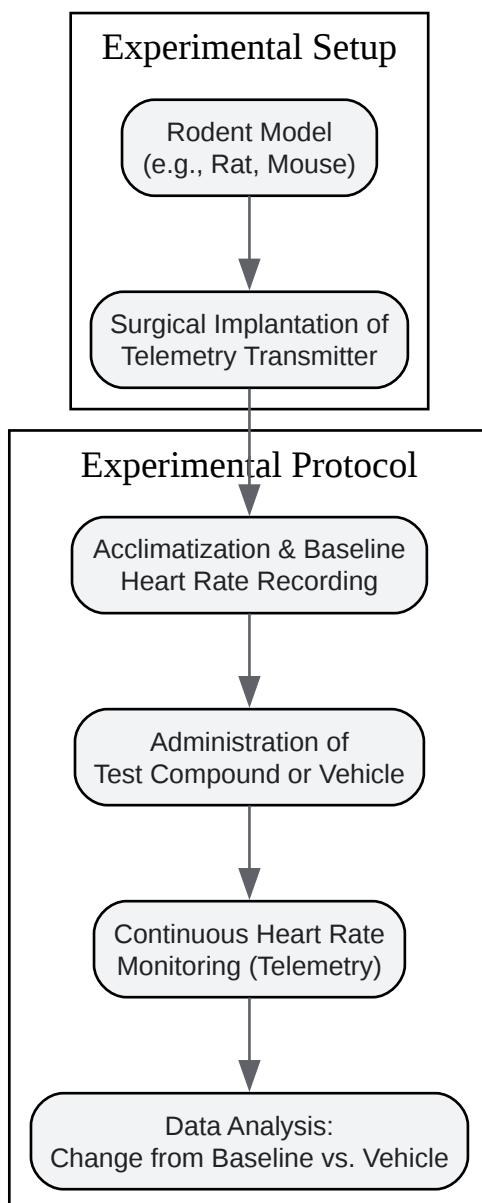 Experimental Setup
Rodent Model
(e.g., Rat, Mouse)
Surgical Implantation of
Telemetry Transmitter
Experimental Protocol
Acclimatization & Baseline
Heart Rate Recording
Administration of
Test Compound or Vehicle
Continuous Heart Rate
Monitoring (Telemetry)
Data Analysis:
Change from Baseline vs. Vehicle